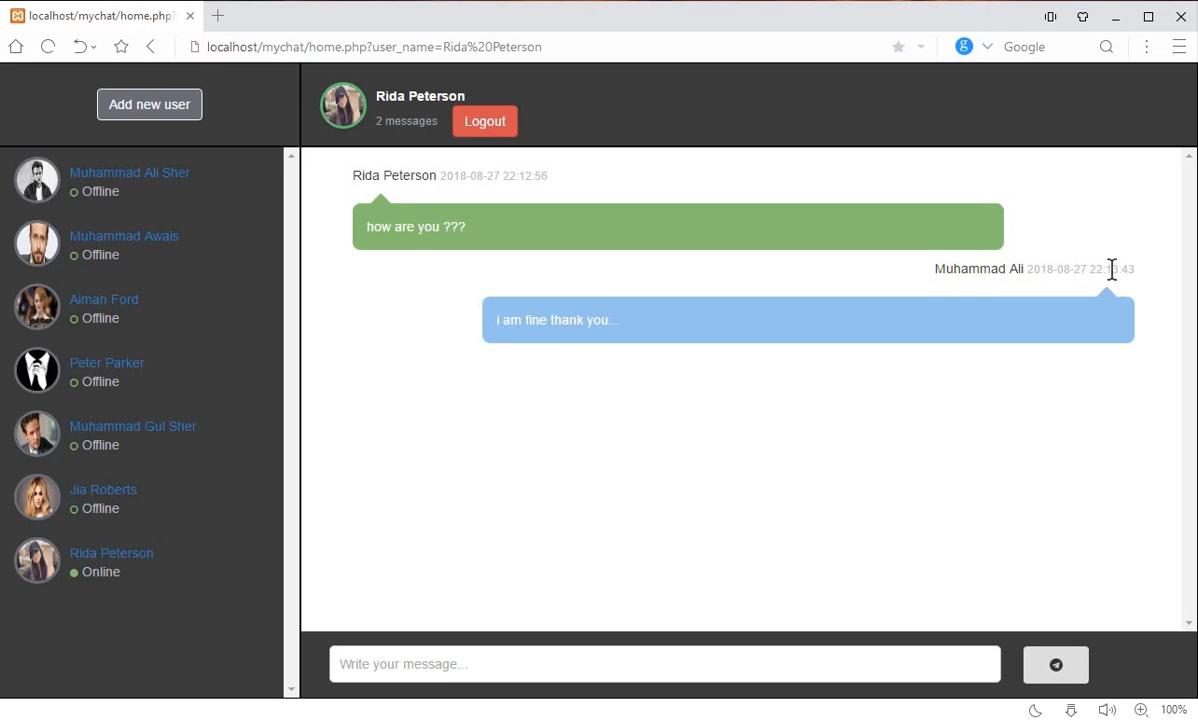 localhost/mychat/home.php?
localhost/mychat/home.php?user_name=Rida%20Peterson
Google
Add new user
Rida Peterson
2 messages
Logout
Muhammad Ali Sher
Offline
Muhammad Awais
Offline
Aiman Ford
Offline
Peter Parker
Offline
Muhammad Gul Sher
Offline
Jia Roberts
Offline
Rida Peterson
Online
Rida Peterson 2018-08-27 22:12:56
how are you ???
Muhammad Ali 2018-08-27 22:13:43
i am fine thank you...
Write your message...
100%